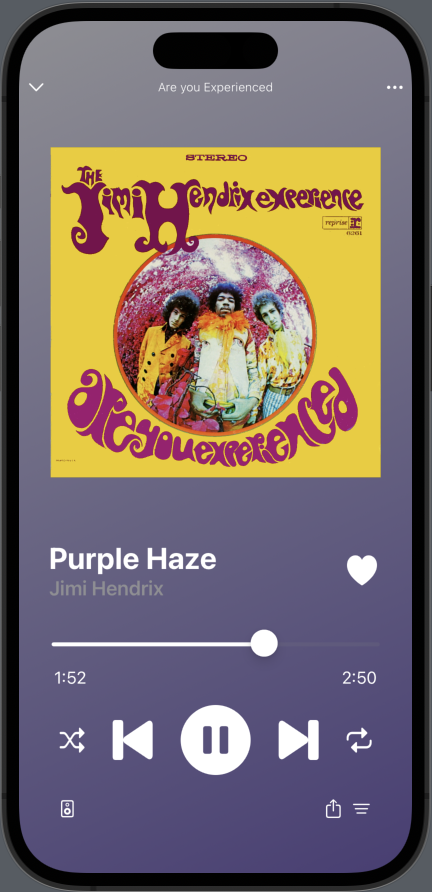 Are you Experienced
STEREO
THE
Jimi Hendrix experience
reprise
are you experienced
Purple Haze
Jimi Hendrix
1:52
2:50